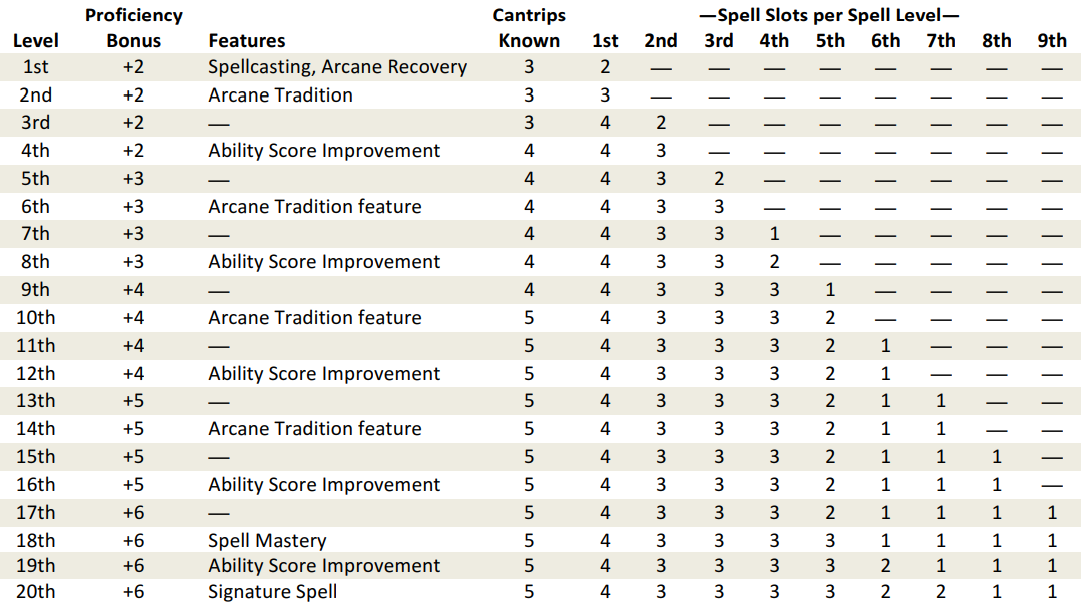 Proficiency Cantrips —Spell Slots per Spell Level—
Level Bonus Features Known 1st 2nd 3rd 4th 5th 6th 7th 8th 9th
1st +2 Spellcasting, Arcane Recovery 3 2 — — — — — — — —
2nd +2 Arcane Tradition 3 3 — — — — — — — —
3rd +2 — 3 4 2 — — — — — — —
4th +2 Ability Score Improvement 4 4 3 — — — — — — —
5th +3 — 4 4 3 2 — — — — — —
6th +3 Arcane Tradition feature 4 4 3 3 — — — — — —
7th +3 — 4 4 3 3 1 — — — — —
8th +3 Ability Score Improvement 4 4 3 3 2 — — — — —
9th +4 — 4 4 3 3 3 1 — — — —
10th +4 Arcane Tradition feature 5 4 3 3 3 2 — — — —
11th +4 — 5 4 3 3 3 2 1 — — —
12th +4 Ability Score Improvement 5 4 3 3 3 2 1 — — —
13th +5 — 5 4 3 3 3 2 1 1 — —
14th +5 Arcane Tradition feature 5 4 3 3 3 2 1 1 — —
15th +5 — 5 4 3 3 3 2 1 1 1 —
16th +5 Ability Score Improvement 5 4 3 3 3 2 1 1 1 —
17th +6 — 5 4 3 3 3 2 1 1 1 1
18th +6 Spell Mastery 5 4 3 3 3 3 1 1 1 1
19th +6 Ability Score Improvement 5 4 3 3 3 3 2 1 1 1
20th +6 Signature Spell 5 4 3 3 3 3 2 2 1 1